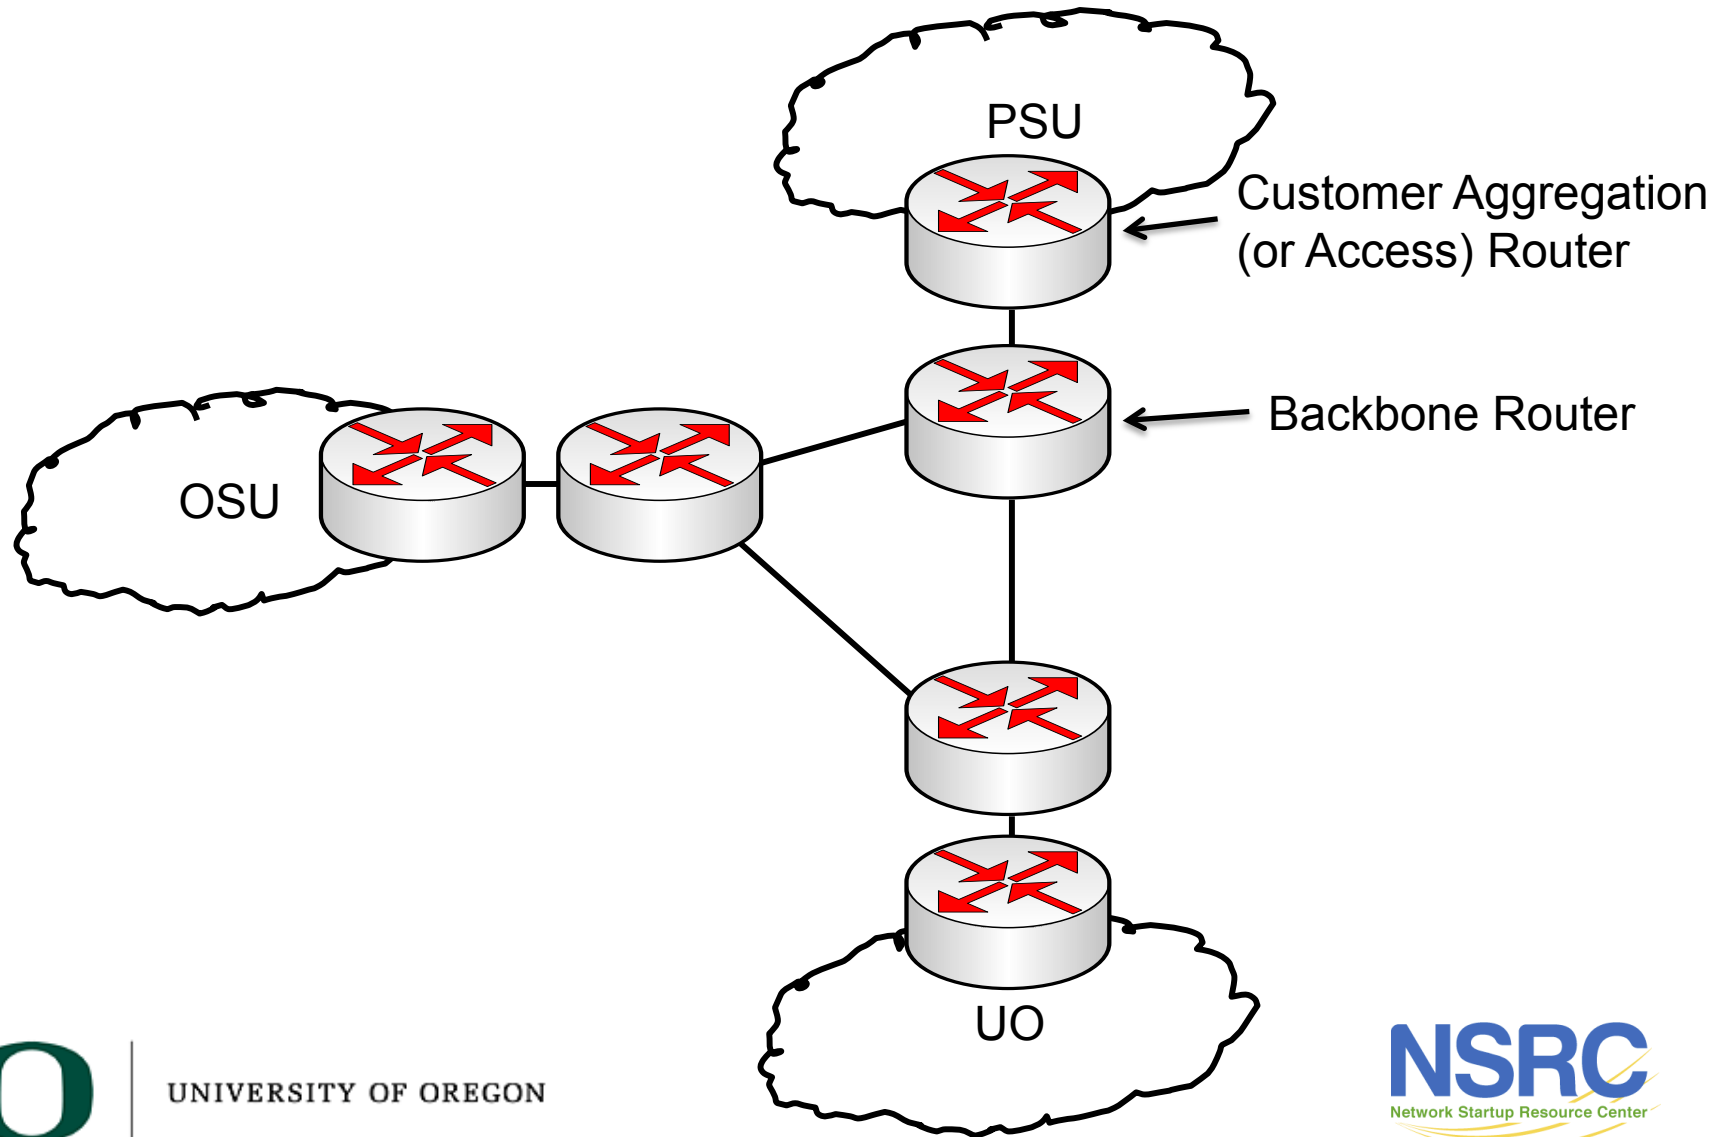 PSU
Customer Aggregation
(or Access) Router
Backbone Router
OSU
UO
UNIVERSITY OF OREGON
NSRC
Network Startup Resource Center